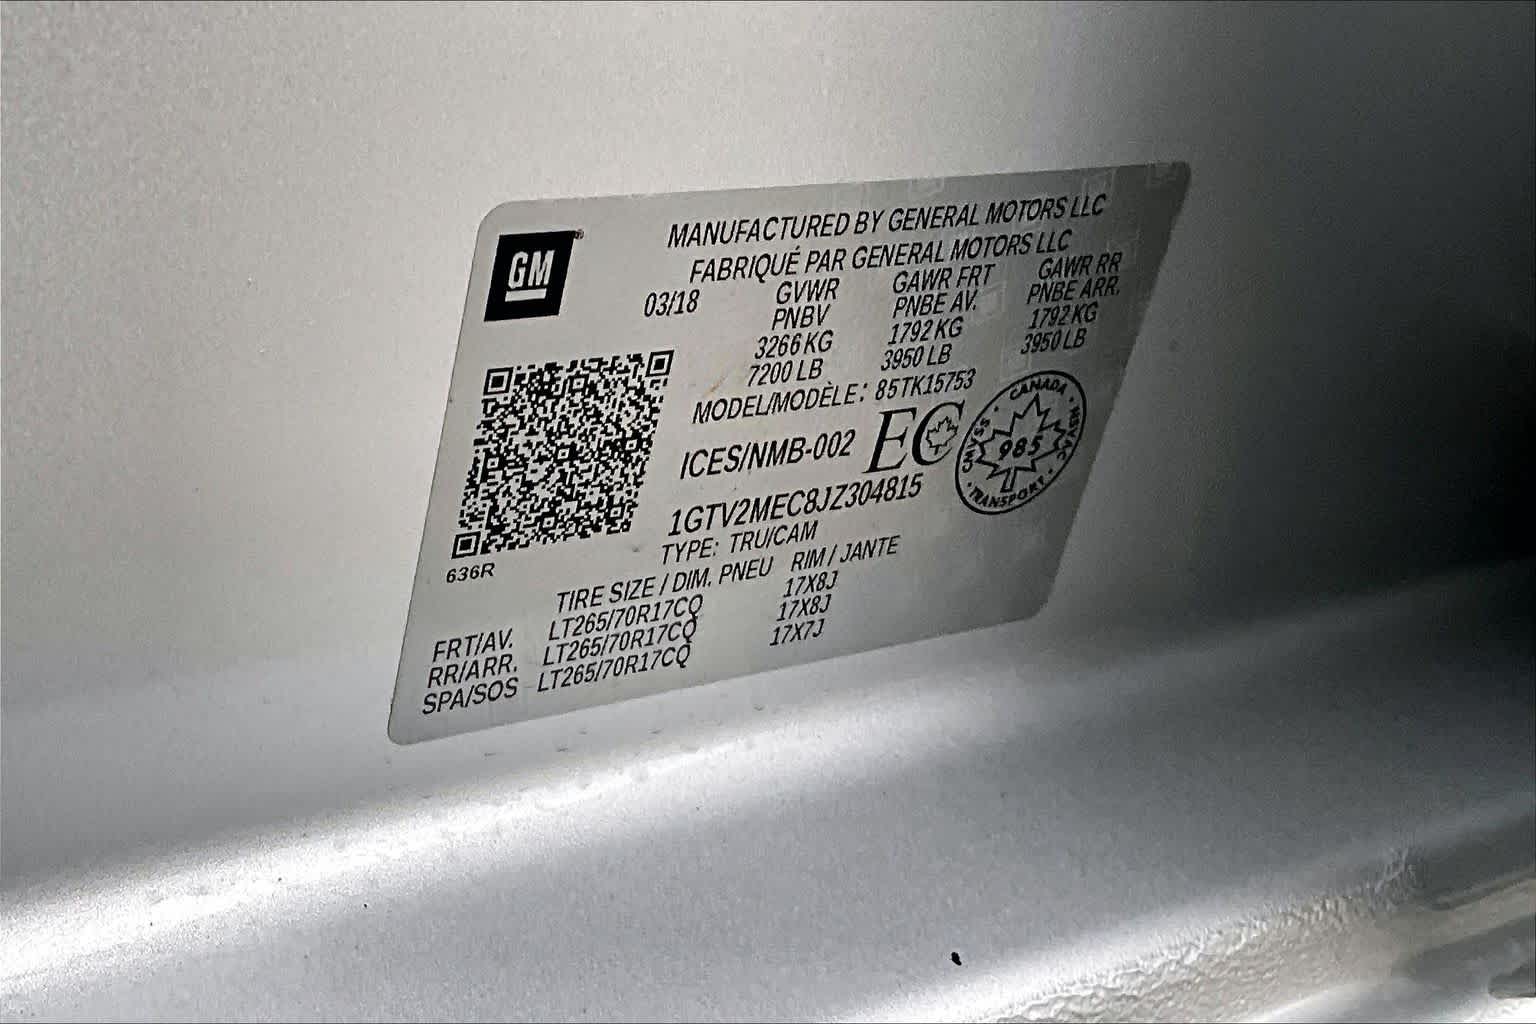 GM
MANUFACTURED BY GENERAL MOTORS LLC
FABRIQUÉ PAR GENERAL MOTORS LLC
03/18 GVWR GAWR FRT GAWR RR
PNBV PNBE AV. PNBE ARR.
3266 KG 1792 KG 1792 KG
7200 LB 3950 LB 3950 LB
MODEL/MODÈLE: 85TK15753
ICES/NMB-002 EC
CANADA
NSVAC 985 CNVSS
TRANSPORT
1GTV2MEC8JZ304815
TYPE: TRU/CAM
636R
TIRE SIZE / DIM. PNEU RIM / JANTE
FRT/AV. LT265/70R17CQ 17X8J
RR/ARR. LT265/70R17CQ 17X8J
SPA/SOS LT265/70R17CQ 17X7J